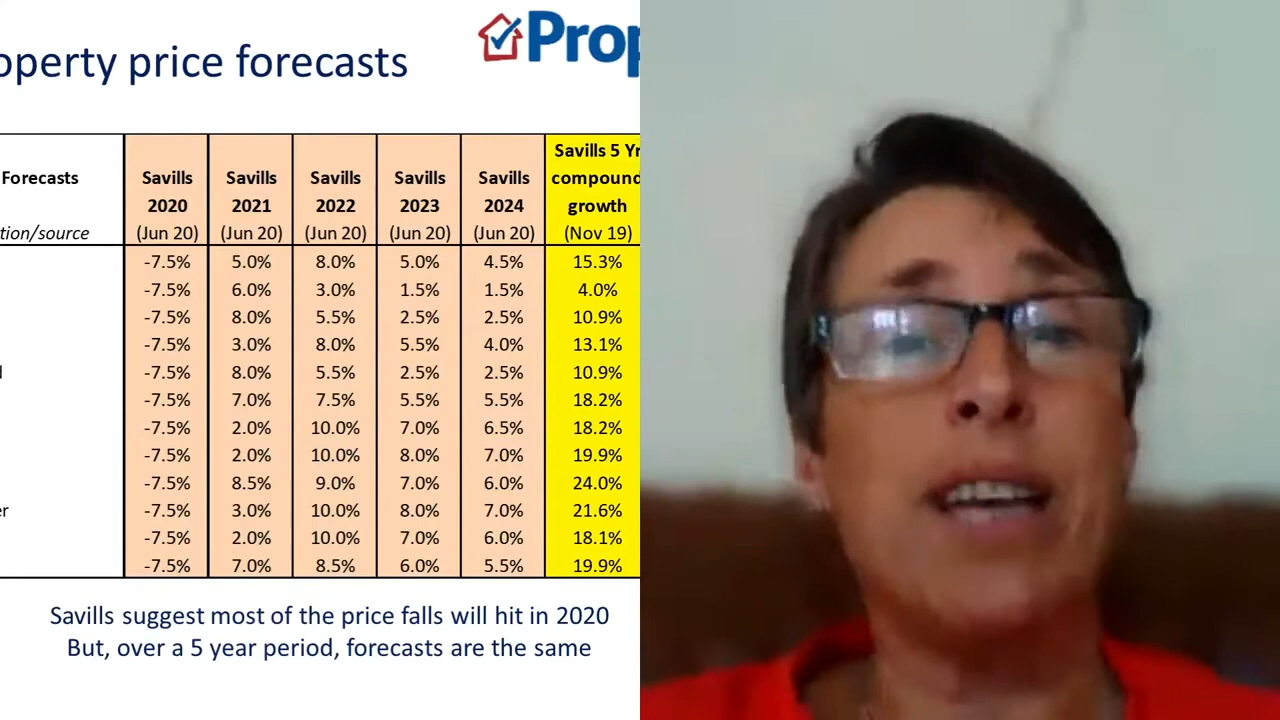 operty price forecasts
Prop
Forecasts Savills Savills Savills Savills Savills Savills 5 Yr compound growth
2020 2021 2022 2023 2024
tion/source (Jun 20) (Jun 20) (Jun 20) (Jun 20) (Jun 20) (Nov 19)
-7.5% 5.0% 8.0% 5.0% 4.5% 15.3%
-7.5% 6.0% 3.0% 1.5% 1.5% 4.0%
-7.5% 8.0% 5.5% 2.5% 2.5% 10.9%
-7.5% 3.0% 8.0% 5.5% 4.0% 13.1%
d -7.5% 8.0% 5.5% 2.5% 2.5% 10.9%
-7.5% 7.0% 7.5% 5.5% 5.5% 18.2%
-7.5% 2.0% 10.0% 7.0% 6.5% 18.2%
-7.5% 2.0% 10.0% 8.0% 7.0% 19.9%
-7.5% 8.5% 9.0% 7.0% 6.0% 24.0%
er -7.5% 3.0% 10.0% 8.0% 7.0% 21.6%
-7.5% 2.0% 10.0% 7.0% 6.0% 18.1%
-7.5% 7.0% 8.5% 6.0% 5.5% 19.9%
Savills suggest most of the price falls will hit in 2020
But, over a 5 year period, forecasts are the same